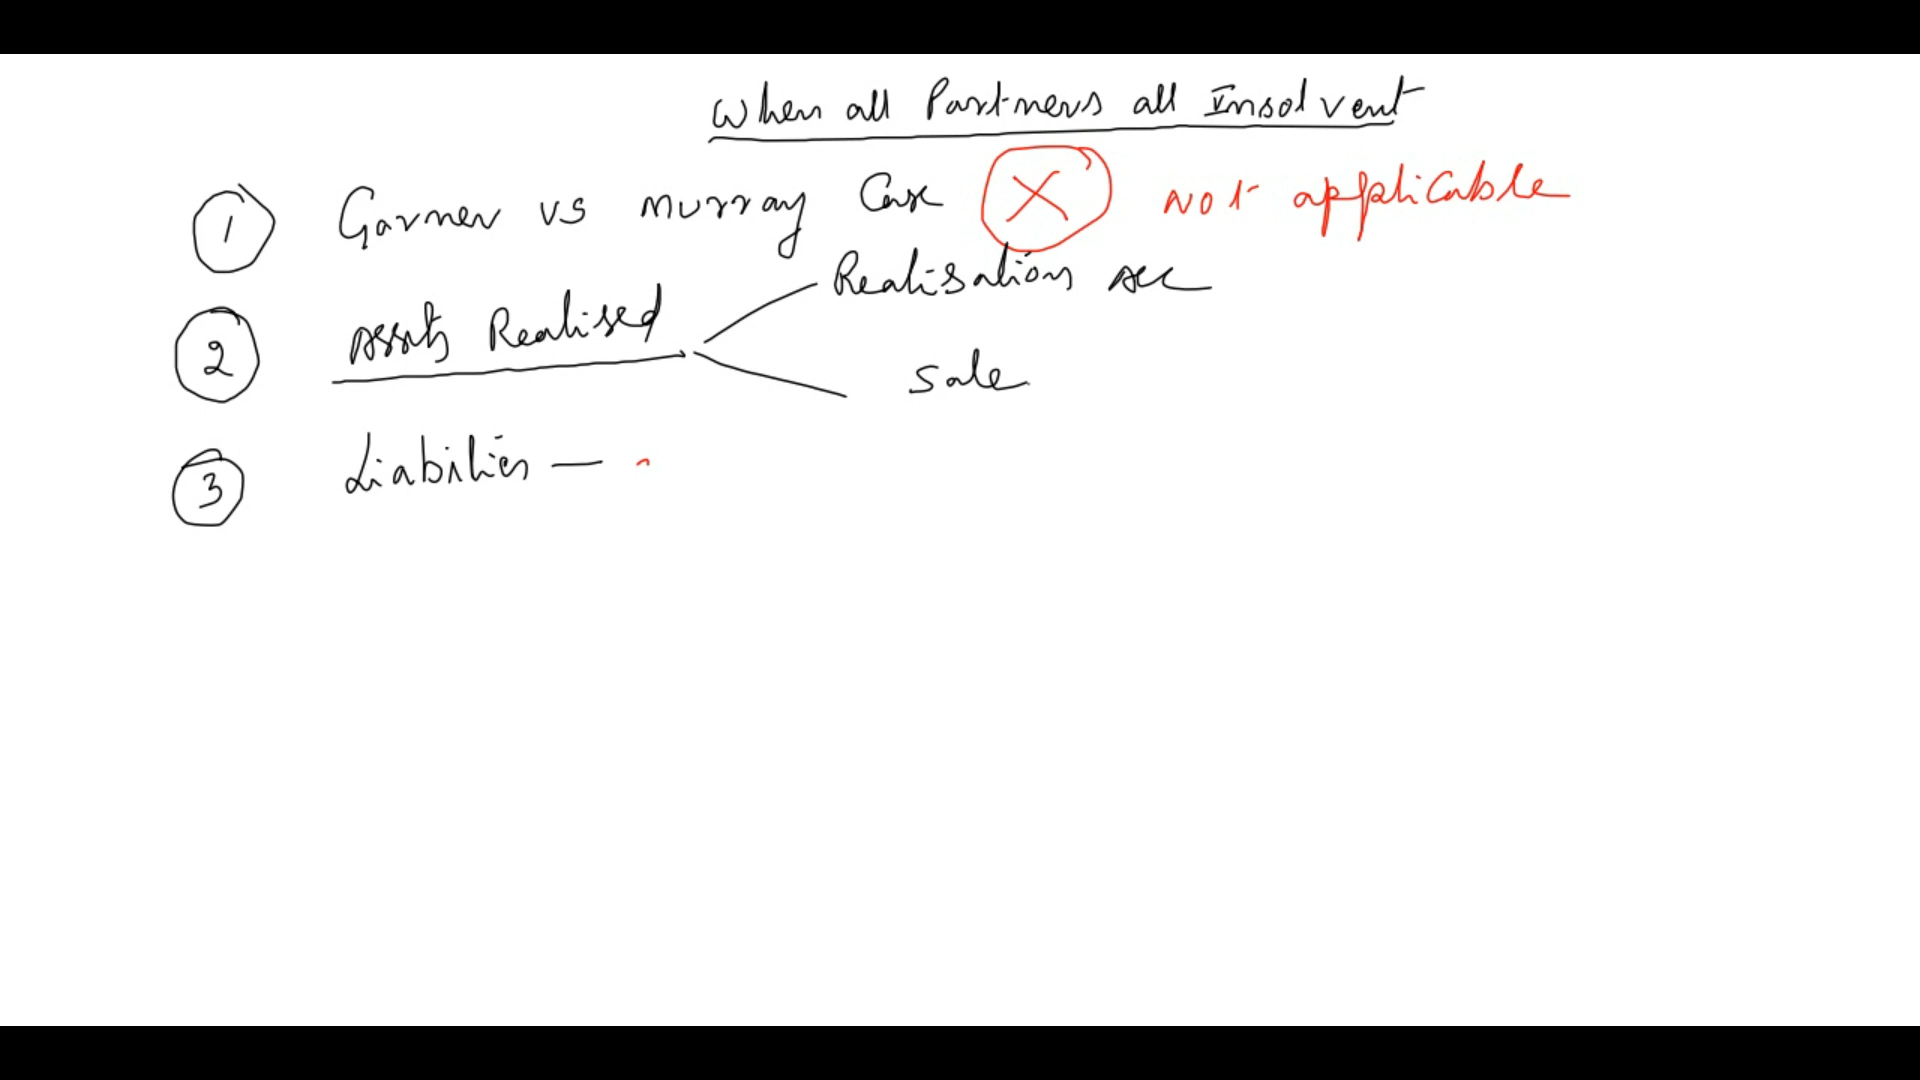 When all Partners all Insolvent
1 Garner vs Murray Case X Not applicable
2 Assets Realised Realisation Acc
Sale
3 Liabilities —